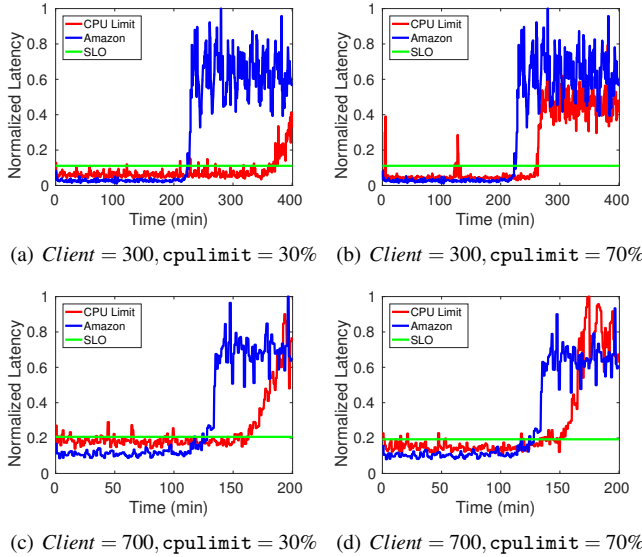 1
0.8
0.6
0.4
0.2
0
Normalized Latency
CPU Limit
Amazon
SLO
0 100 200 300 400
Time (min)
(a) Client = 300, cpulimit = 30%
1
0.8
0.6
0.4
0.2
0
Normalized Latency
CPU Limit
Amazon
SLO
0 100 200 300 400
Time (min)
(b) Client = 300, cpulimit = 70%
1
0.8
0.6
0.4
0.2
0
Normalized Latency
CPU Limit
Amazon
SLO
0 50 100 150 200
Time (min)
(c) Client = 700, cpulimit = 30%
1
0.8
0.6
0.4
0.2
0
Normalized Latency
CPU Limit
Amazon
SLO
0 50 100 150 200
Time (min)
(d) Client = 700, cpulimit = 70%